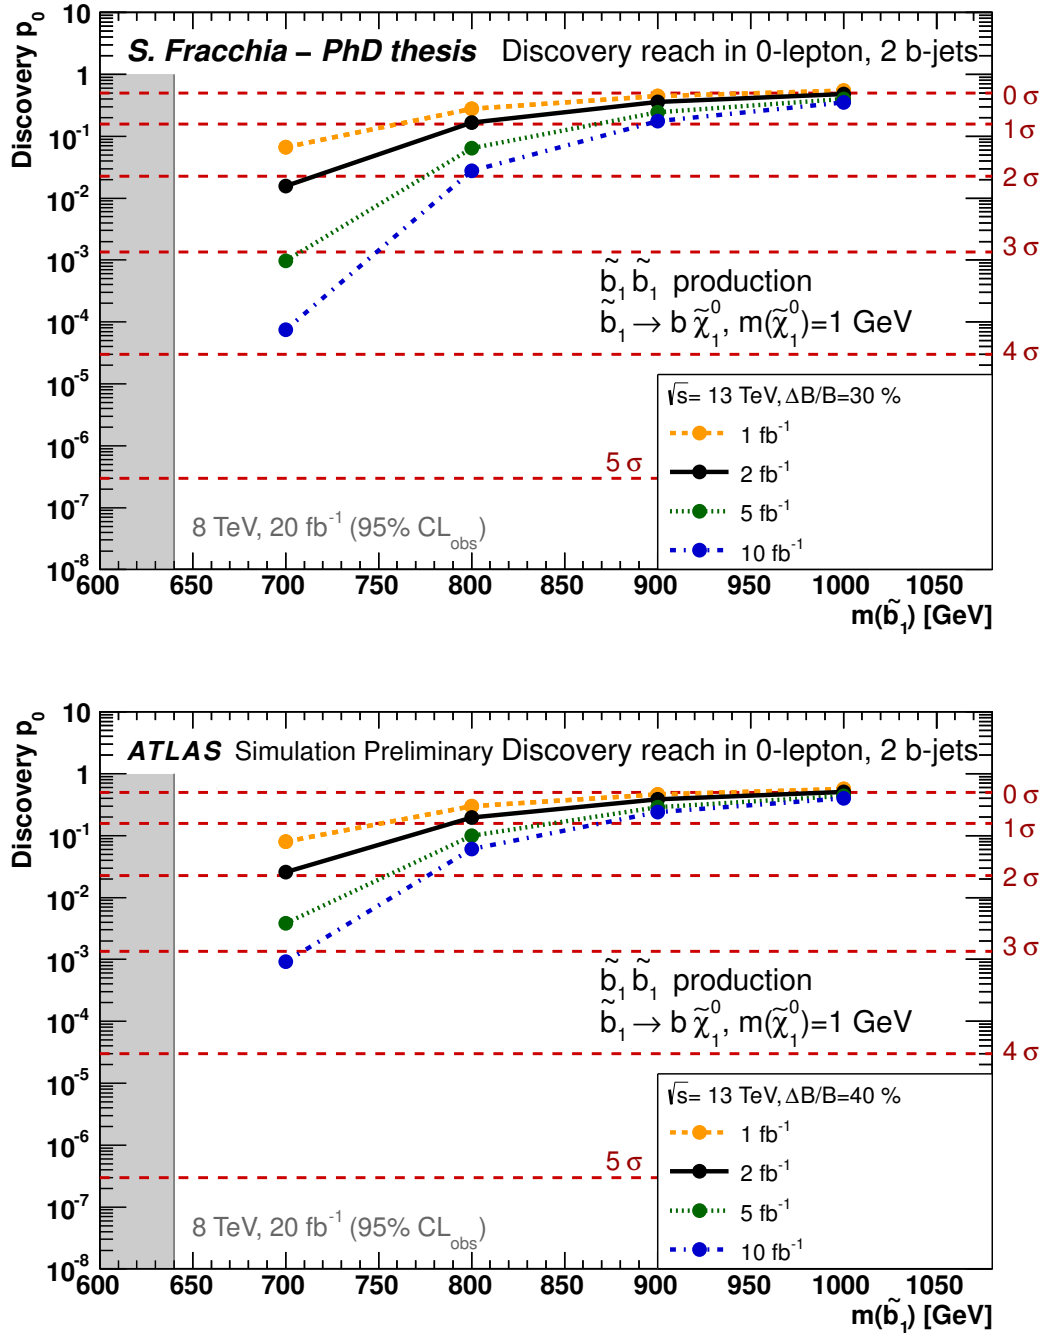 S. Fracchia – PhD thesis Discovery reach in 0-lepton, 2 b-jets
Discovery p₀
10
1
10⁻¹
10⁻²
10⁻³
10⁻⁴
10⁻⁵
10⁻⁶
10⁻⁷
10⁻⁸
0 σ
1 σ
2 σ
3 σ
4 σ
5 σ
b̃₁ b̃₁ production
b̃₁ → b χ̃₁⁰, m(χ̃₁⁰)=1 GeV
√s= 13 TeV, ΔB/B=30 %
1 fb⁻¹
2 fb⁻¹
5 fb⁻¹
10 fb⁻¹
8 TeV, 20 fb⁻¹ (95% CL_obs)
600 650 700 750 800 850 900 950 1000 1050
m(b̃₁) [GeV]
ATLAS Simulation Preliminary Discovery reach in 0-lepton, 2 b-jets
Discovery p₀
10
1
10⁻¹
10⁻²
10⁻³
10⁻⁴
10⁻⁵
10⁻⁶
10⁻⁷
10⁻⁸
0 σ
1 σ
2 σ
3 σ
4 σ
5 σ
b̃₁ b̃₁ production
b̃₁ → b χ̃₁⁰, m(χ̃₁⁰)=1 GeV
√s= 13 TeV, ΔB/B=40 %
1 fb⁻¹
2 fb⁻¹
5 fb⁻¹
10 fb⁻¹
8 TeV, 20 fb⁻¹ (95% CL_obs)
600 650 700 750 800 850 900 950 1000 1050
m(b̃₁) [GeV]